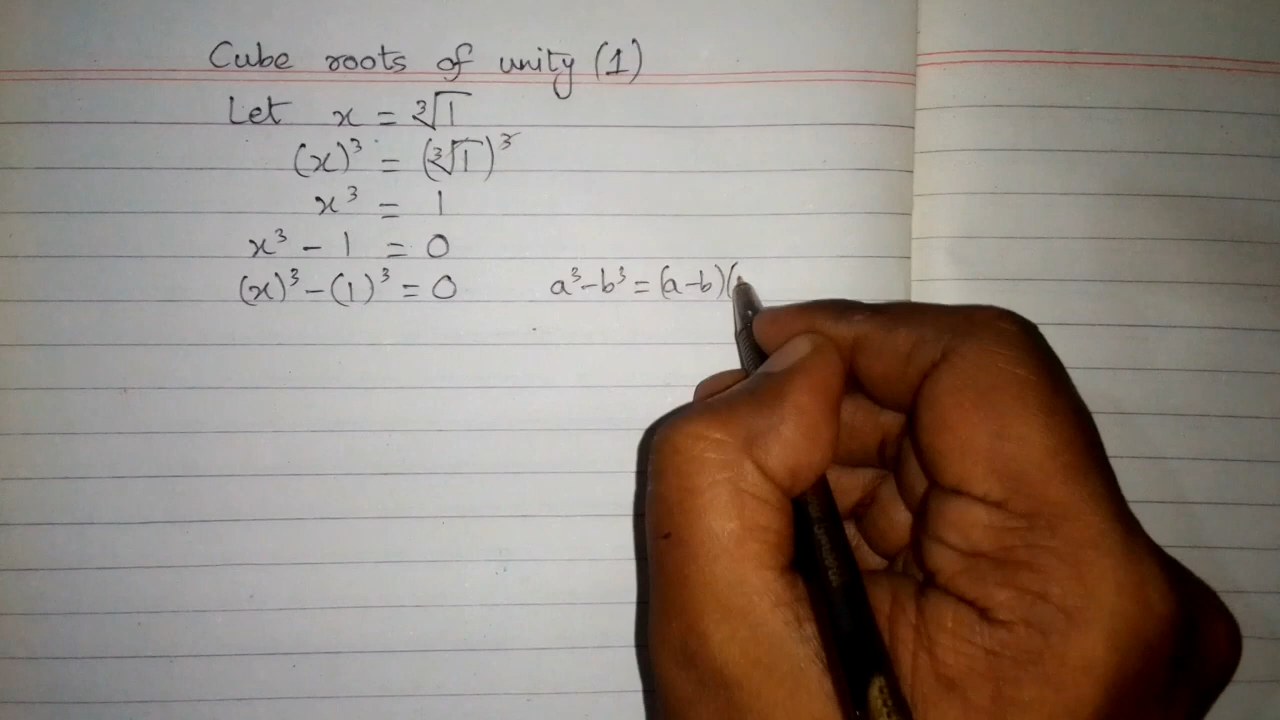 Cube roots of unity (1)
Let x = ∛1
(x)³ = (∛1)³
x³ = 1
x³ - 1 = 0
(x)³ - (1)³ = 0 a³-b³ = (a-b)(